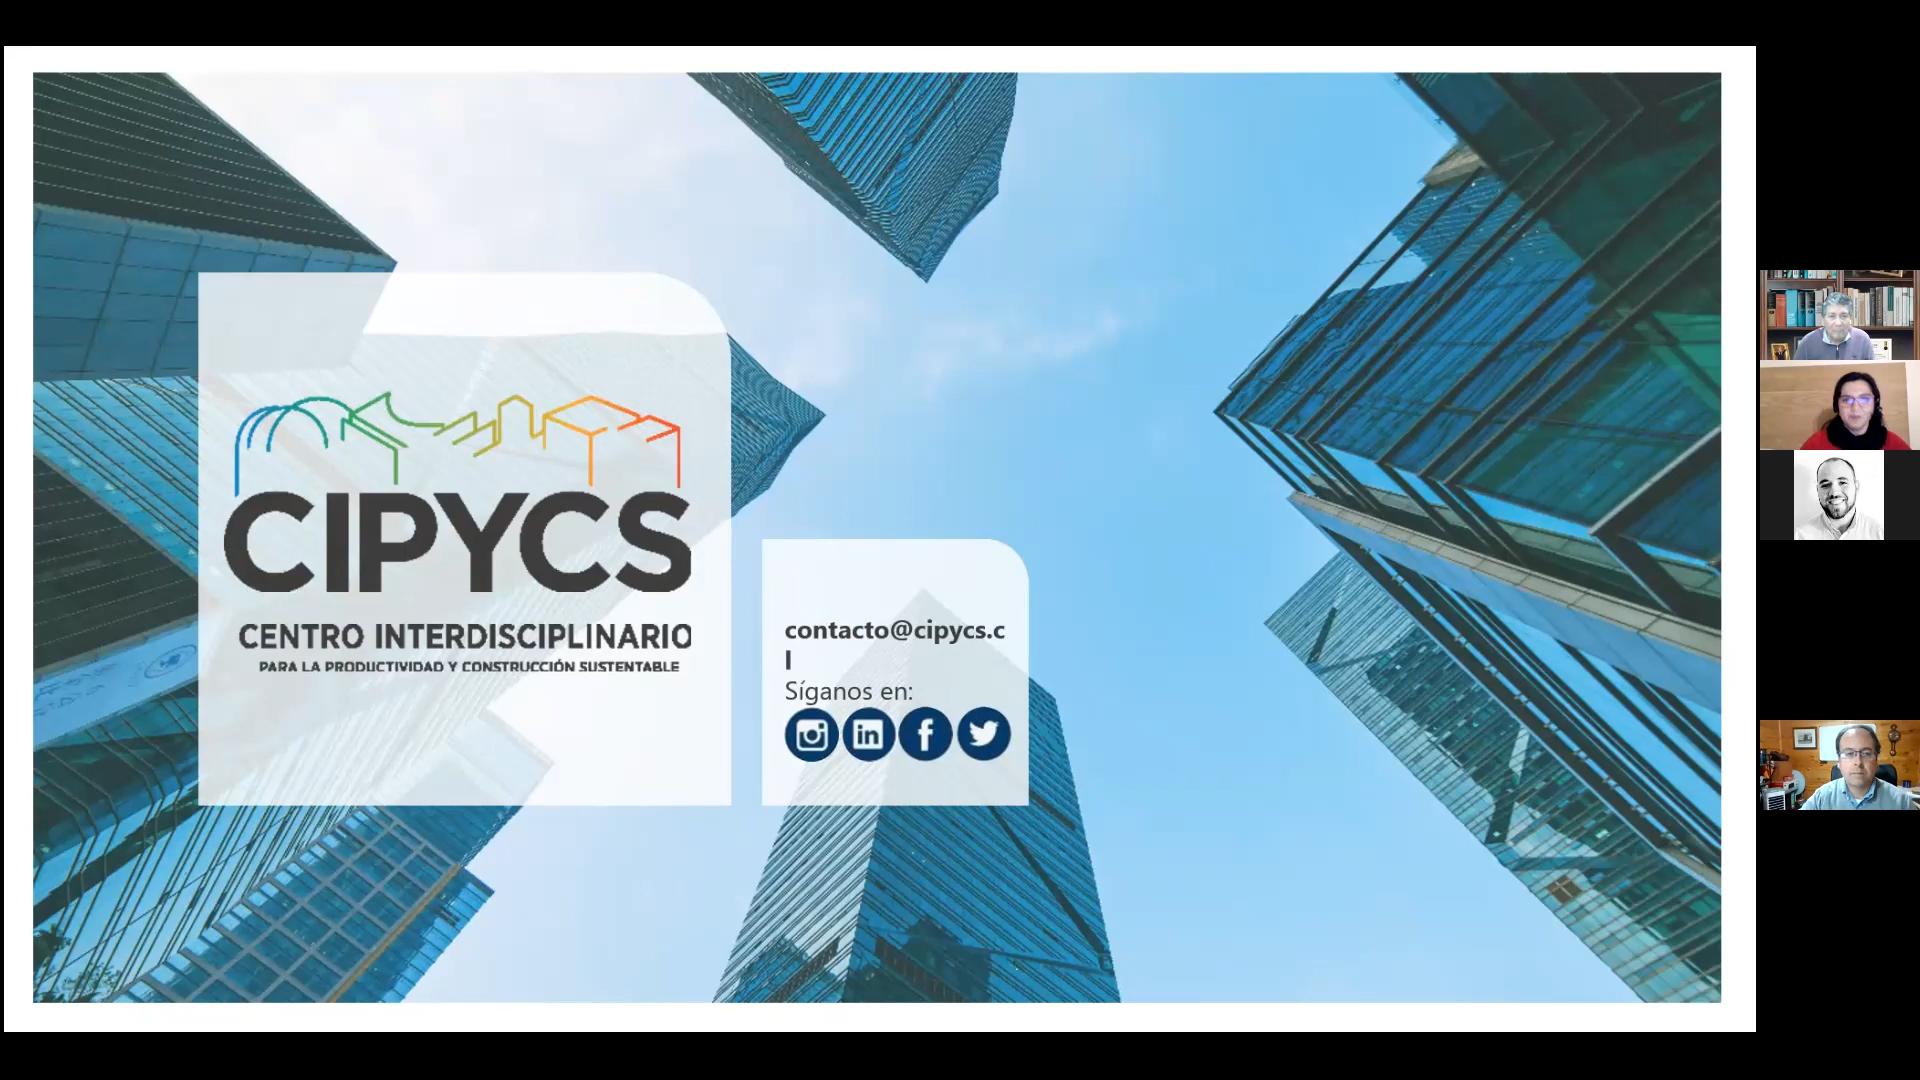 CIPYCS
CENTRO INTERDISCIPLINARIO
PARA LA PRODUCTIVIDAD Y CONSTRUCCIÓN SUSTENTABLE
contacto@cipycs.c
l
Síganos en: